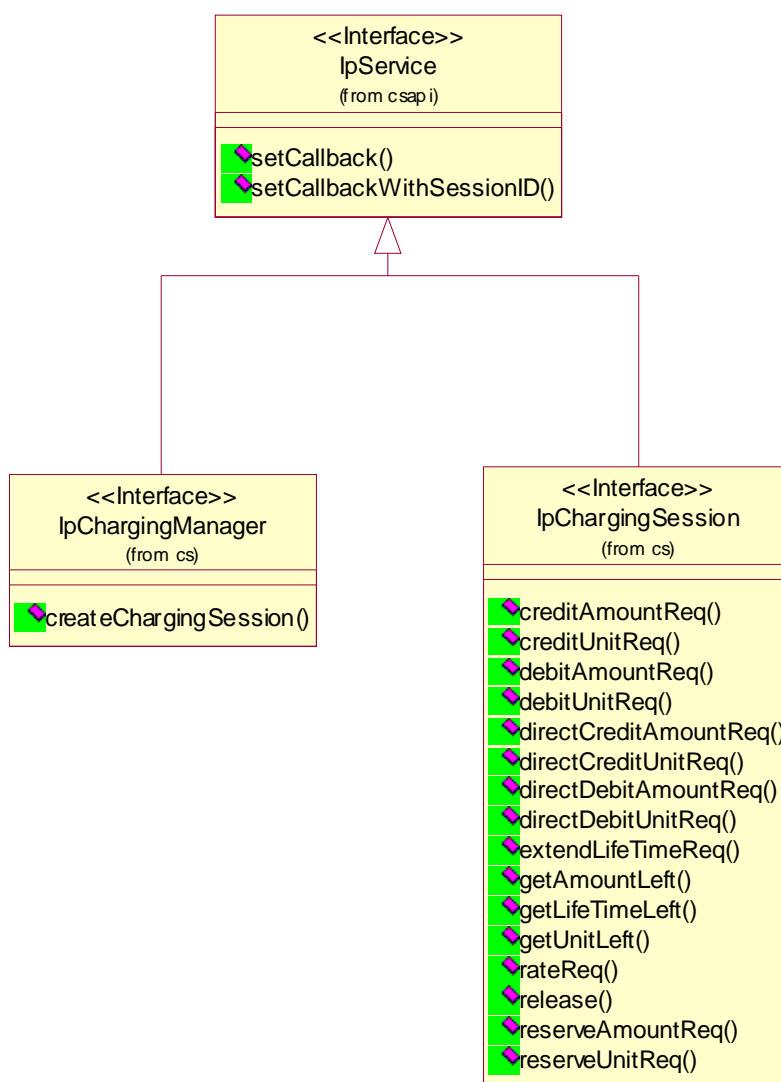 <<Interface>>
IpService
(from csapi)
setCallback()
setCallbackWithSessionID()
<<Interface>>
IpChargingManager
(from cs)
createChargingSession()
<<Interface>>
IpChargingSession
(from cs)
creditAmountReq()
creditUnitReq()
debitAmountReq()
debitUnitReq()
directCreditAmountReq()
directCreditUnitReq()
directDebitAmountReq()
directDebitUnitReq()
extendLifeTimeReq()
getAmountLeft()
getLifeTimeLeft()
getUnitLeft()
rateReq()
release()
reserveAmountReq()
reserveUnitReq()